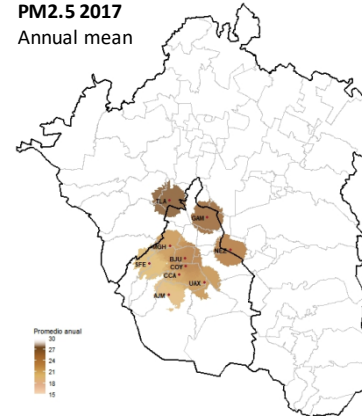 PM2.5 2017
Annual mean
TLA
GAM
MGH
NEZ
BJU
SFE
COY
CCA
UAX
AJM
Promedio anual
30
27
24
21
18
15